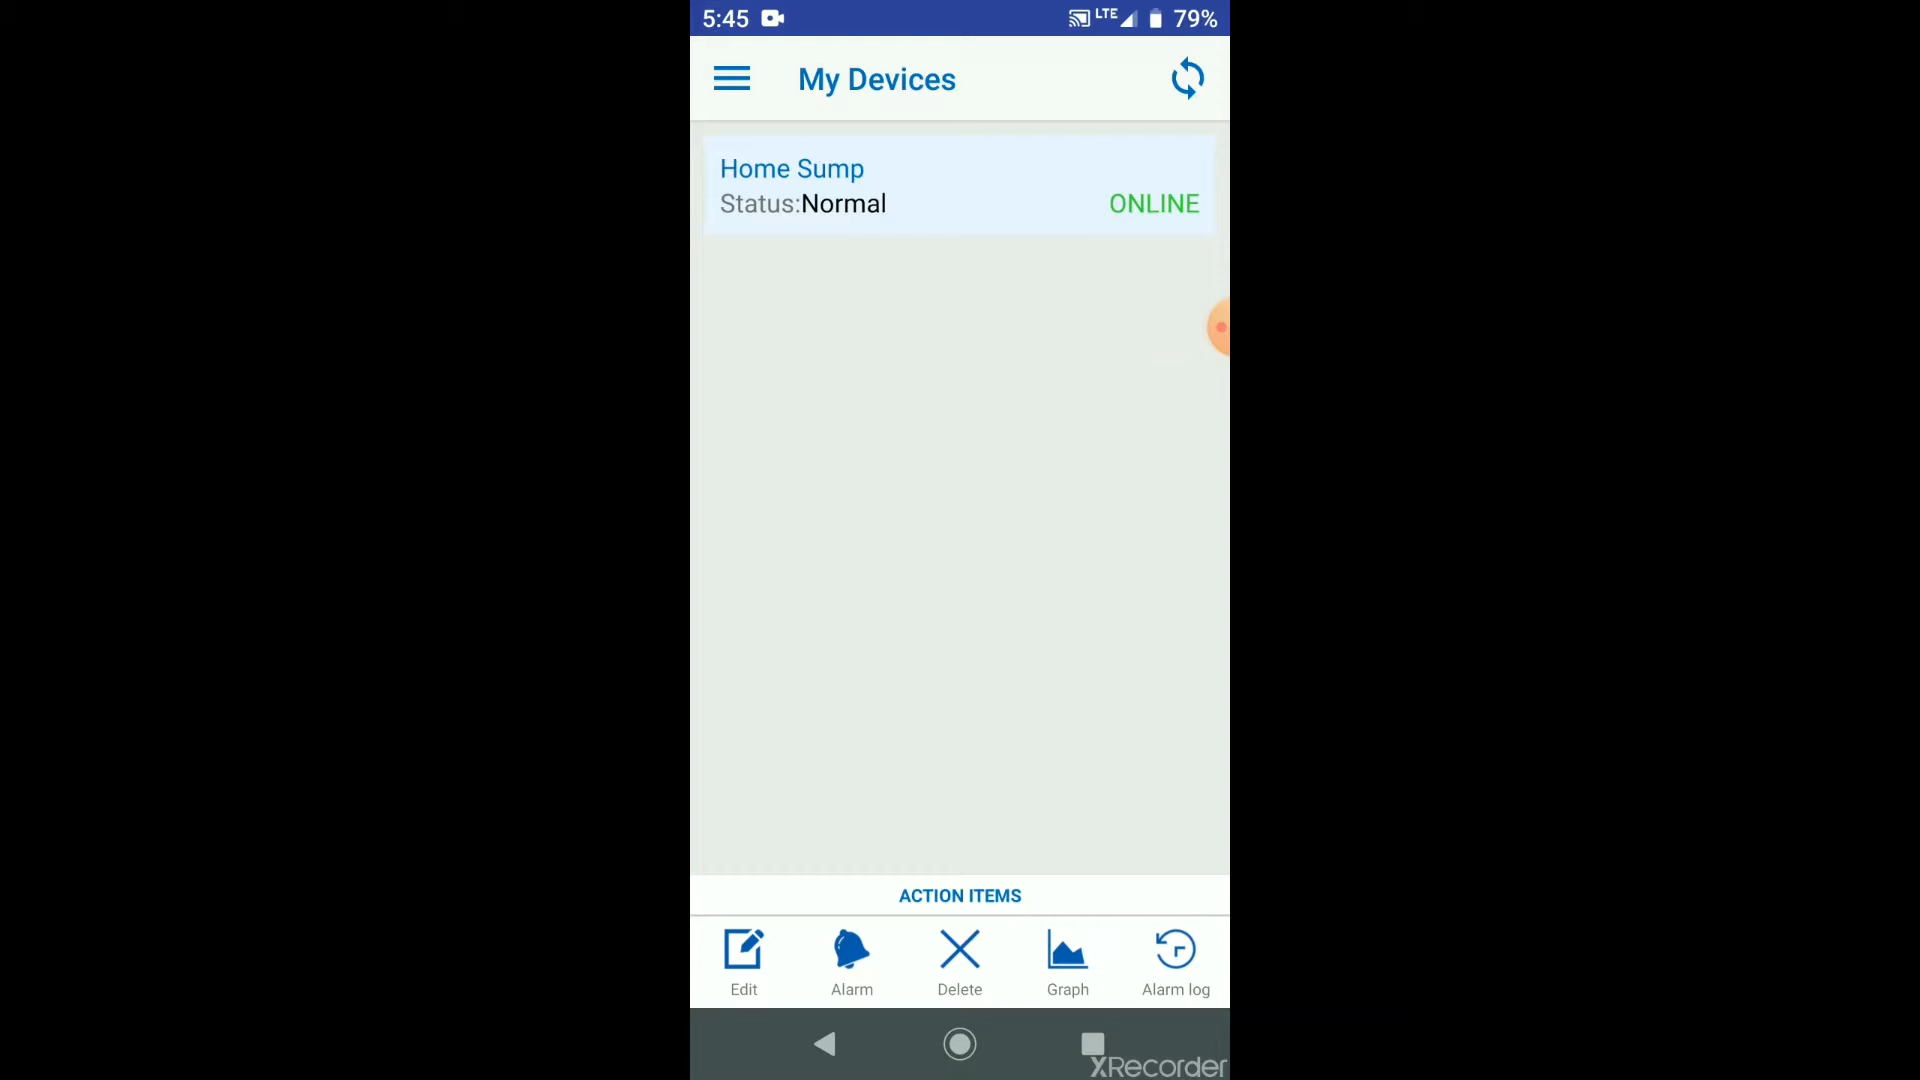 5:45 LTE 79%
My Devices
Home Sump
Status:Normal ONLINE
ACTION ITEMS
Edit Alarm Delete Graph Alarm log
XRecorder